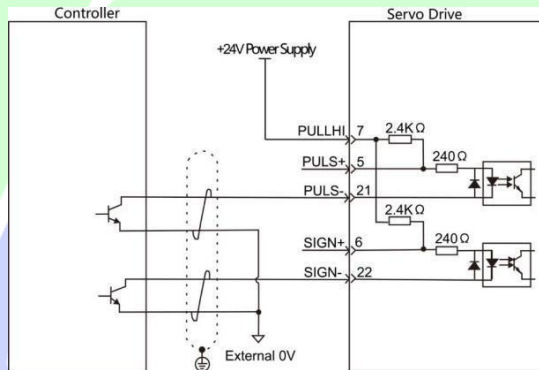 Controller
Servo Drive
+24V Power Supply
PULLHI 7 2.4KΩ
PULS+ 5 240Ω
PULS- 21
2.4KΩ
SIGN+ 6 240Ω
SIGN- 22
External 0V